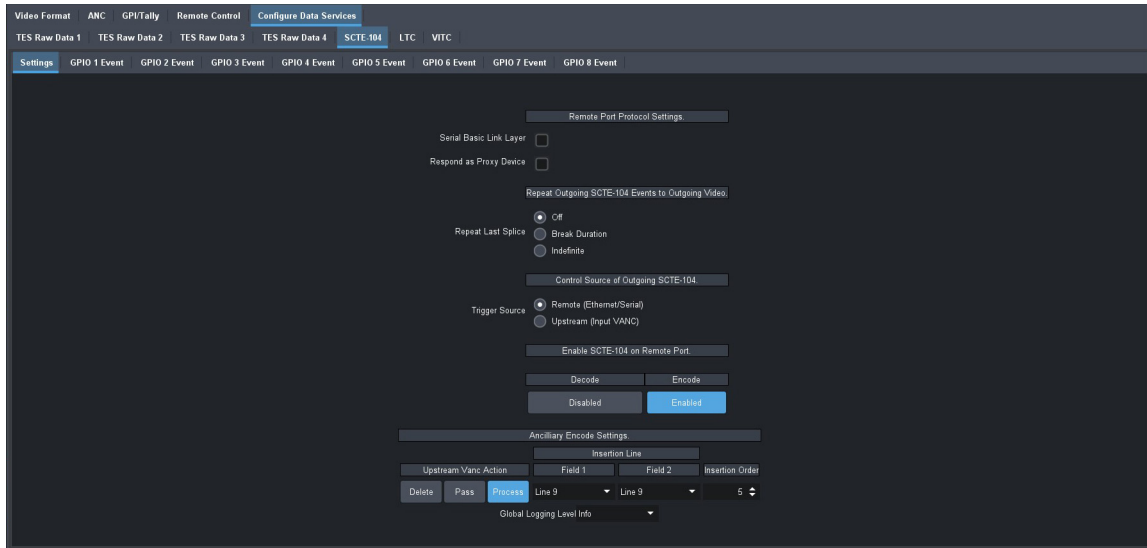 Video Format ANC GPI/Tally Remote Control Configure Data Services
TES Raw Data 1 TES Raw Data 2 TES Raw Data 3 TES Raw Data 4 SCTE-104 LTC VITC
Settings GPIO 1 Event GPIO 2 Event GPIO 3 Event GPIO 4 Event GPIO 5 Event GPIO 6 Event GPIO 7 Event GPIO 8 Event
Remote Port Protocol Settings.
Serial Basic Link Layer
Respond as Proxy Device
Repeat Outgoing SCTE-104 Events to Outgoing Video.
Off
Repeat Last Splice Break Duration
Indefinite
Control Source of Outgoing SCTE-104.
Trigger Source Remote (Ethernet/Serial)
Upstream (Input VANC)
Enable SCTE-104 on Remote Port.
Decode Encode
Disabled Enabled
Ancilliary Encode Settings.
Insertion Line
Upstream Vanc Action Field 1 Field 2 Insertion Order
Delete Pass Process Line 9 Line 9 5
Global Logging Level Info